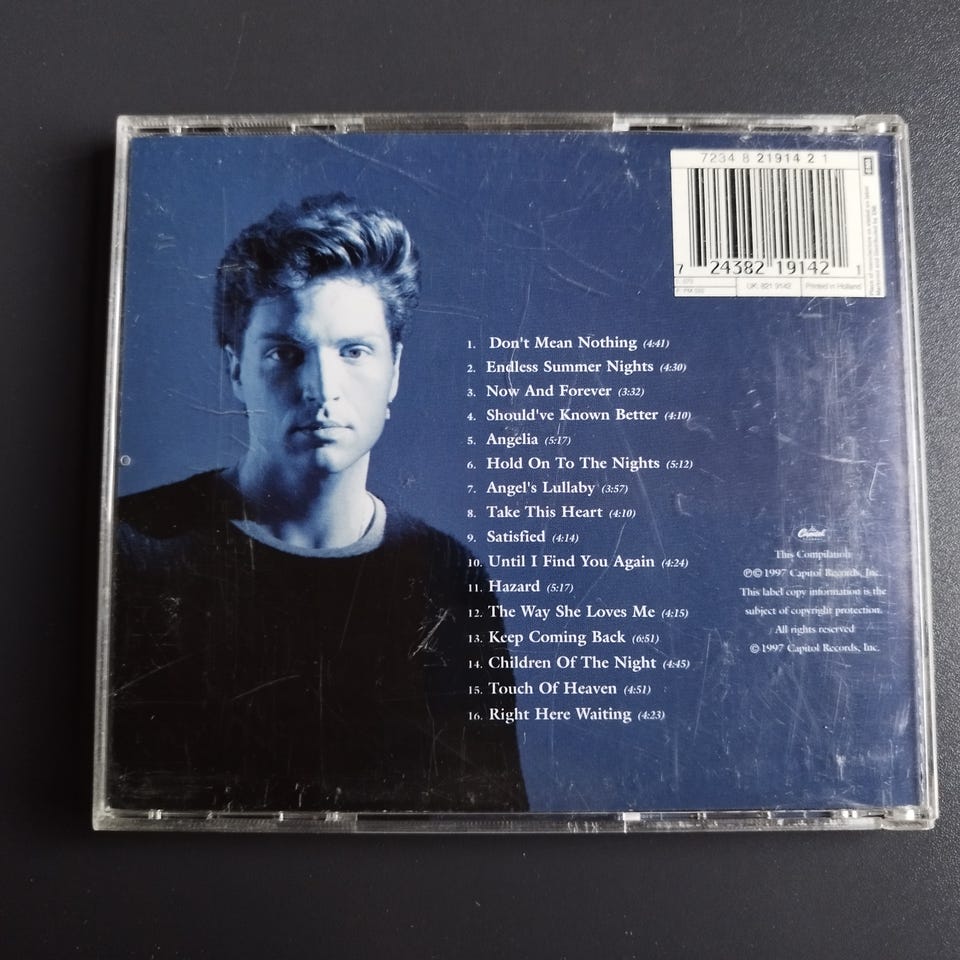 7234 8 21914 2 1
7 24382 19142 1
UK: 821 9142
Printed in Holland
EMI
1. Don't Mean Nothing (4:41)
2. Endless Summer Nights (4:30)
3. Now And Forever (3:32)
4. Should've Known Better (4:10)
5. Angelia (5:17)
6. Hold On To The Nights (5:12)
7. Angel's Lullaby (3:57)
8. Take This Heart (4:10)
9. Satisfied (4:14)
10. Until I Find You Again (4:24)
11. Hazard (5:17)
12. The Way She Loves Me (4:15)
13. Keep Coming Back (6:51)
14. Children Of The Night (4:45)
15. Touch Of Heaven (4:51)
16. Right Here Waiting (4:23)
Capitol
This Compilation
℗© 1997 Capitol Records, Inc.
This label copy information is the
subject of copyright protection.
All rights reserved
© 1997 Capitol Records, Inc.